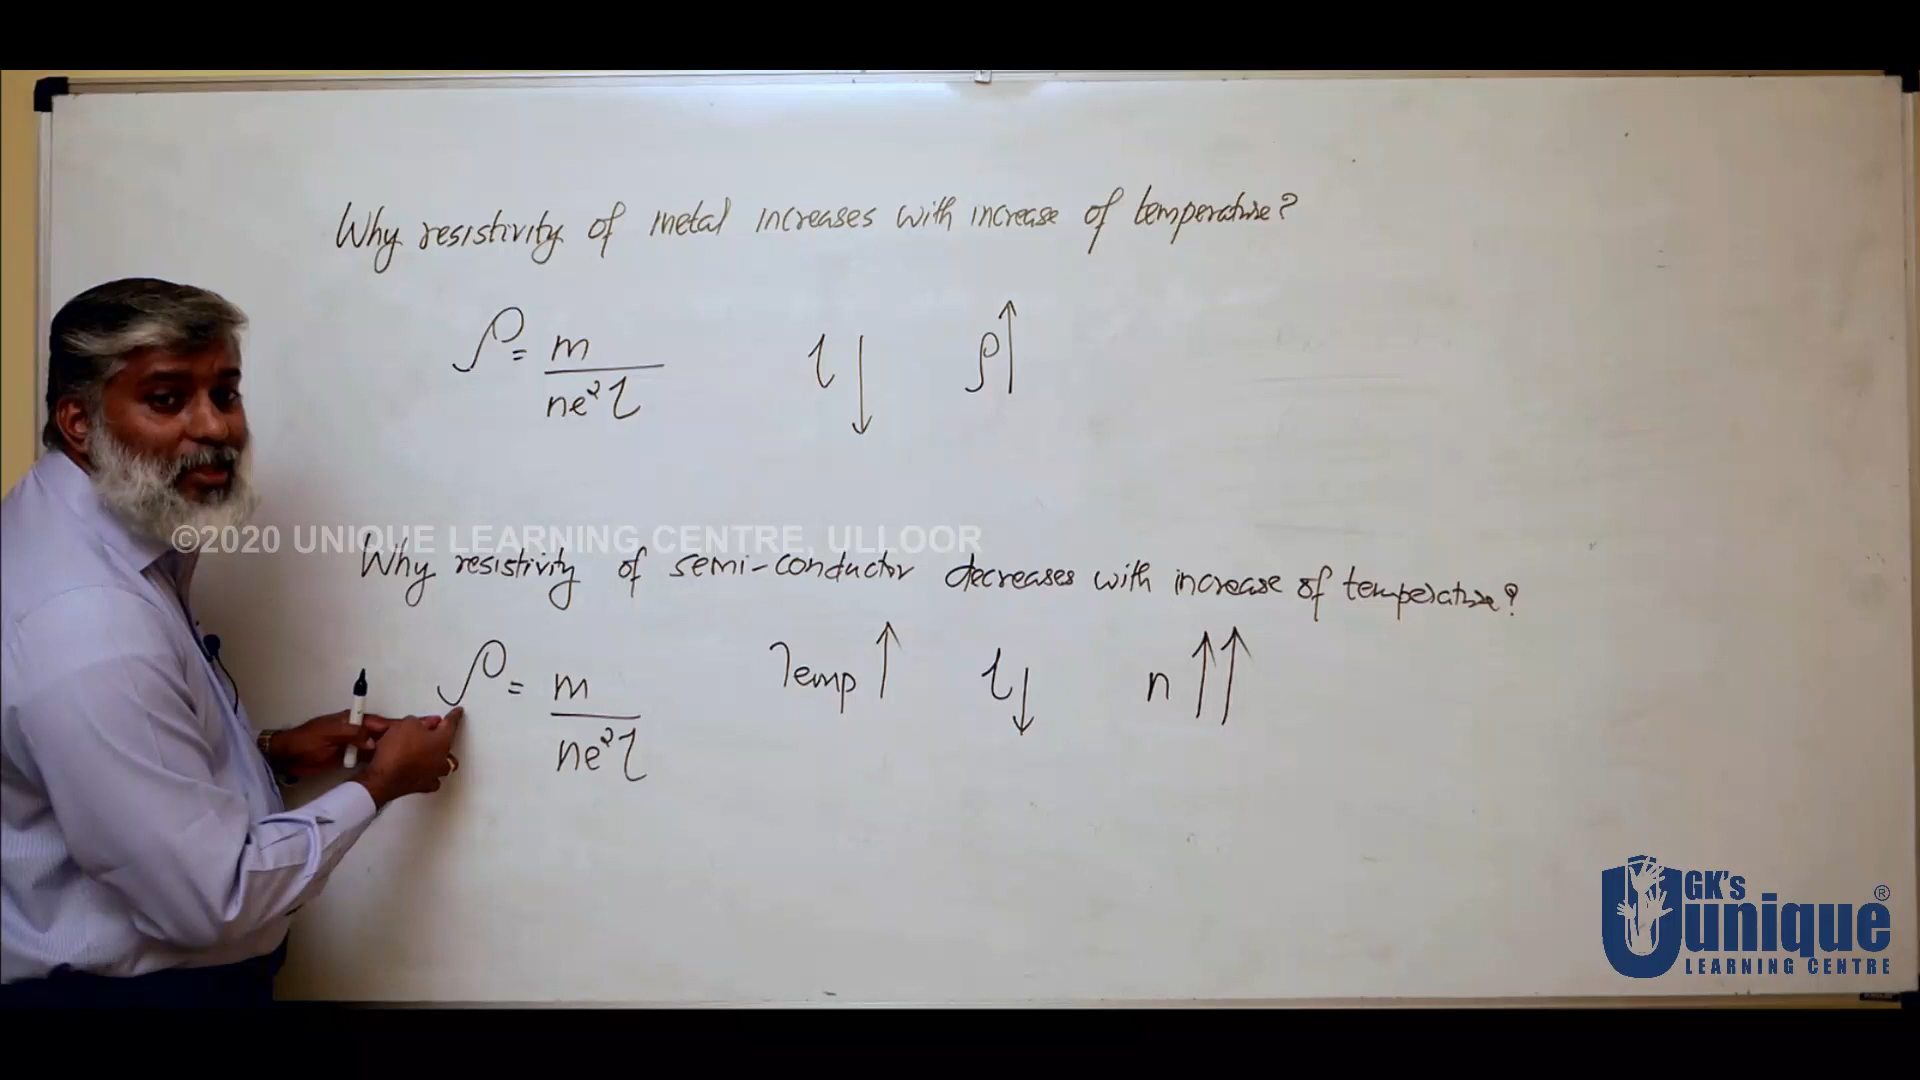 Why resistivity of metal increases with increase of temperature?
ρ = m
ne²τ
τ ↓ ρ ↑
©2020 UNIQUE LEARNING CENTRE, ULLOOR
Why resistivity of semi-conductor decreases with increase of temperature?
ρ = m
ne²τ
Temp ↑ τ ↓ n ↑↑
GK's
unique®
LEARNING CENTRE